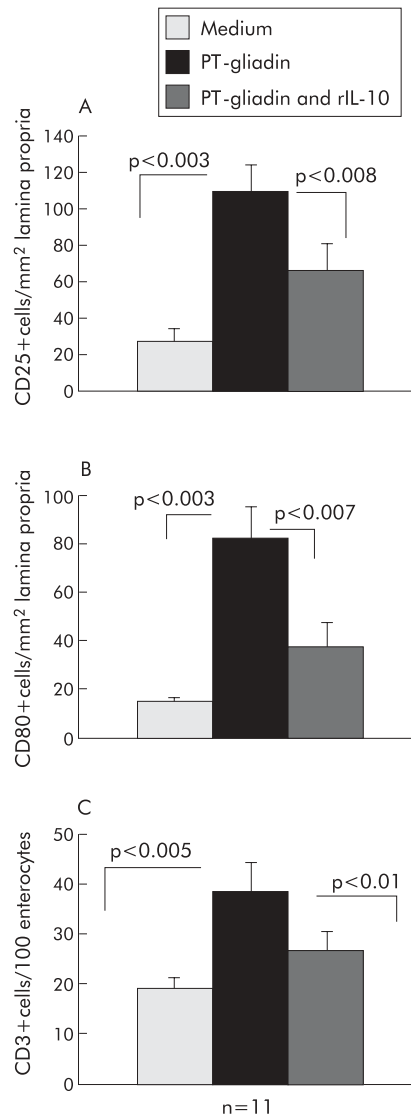 Medium
PT-gliadin
PT-gliadin and rIL-10
A
CD25+cells/mm² lamina propria
140
120
100
80
60
40
20
0
p<0.003
p<0.008
B
CD80+cells/mm² lamina propria
100
80
60
40
20
0
p<0.003
p<0.007
C
CD3+cells/100 enterocytes
50
40
30
20
10
0
p<0.005
p<0.01
n=11